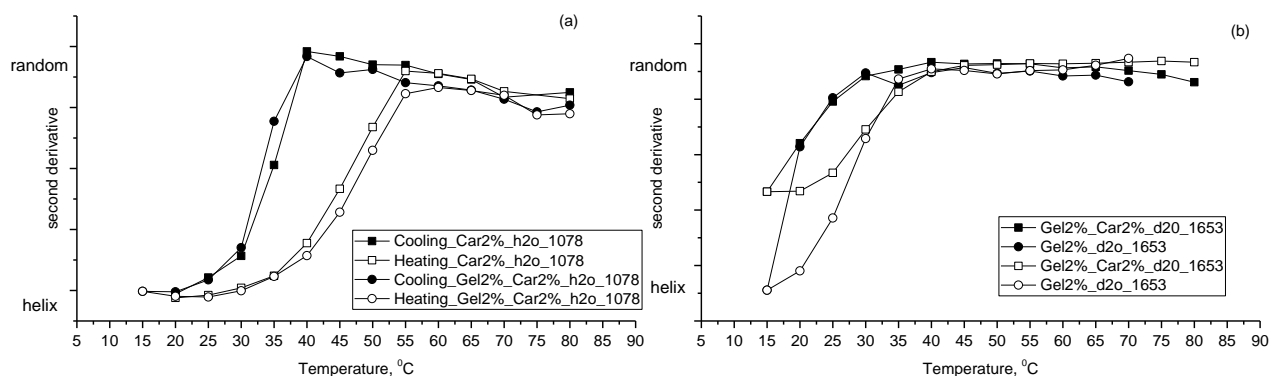 (a)
random
second derivative
helix
Cooling_Car2%_h2o_1078
Heating_Car2%_h2o_1078
Cooling_Gel2%_Car2%_h2o_1078
Heating_Gel2%_Car2%_h2o_1078
5 10 15 20 25 30 35 40 45 50 55 60 65 70 75 80 85 90
Temperature, ⁰C
(b)
random
second derivative
helix
Gel2%_Car2%_d20_1653
Gel2%_d2o_1653
Gel2%_Car2%_d20_1653
Gel2%_d2o_1653
5 10 15 20 25 30 35 40 45 50 55 60 65 70 75 80 85 90
Temperature, ⁰C